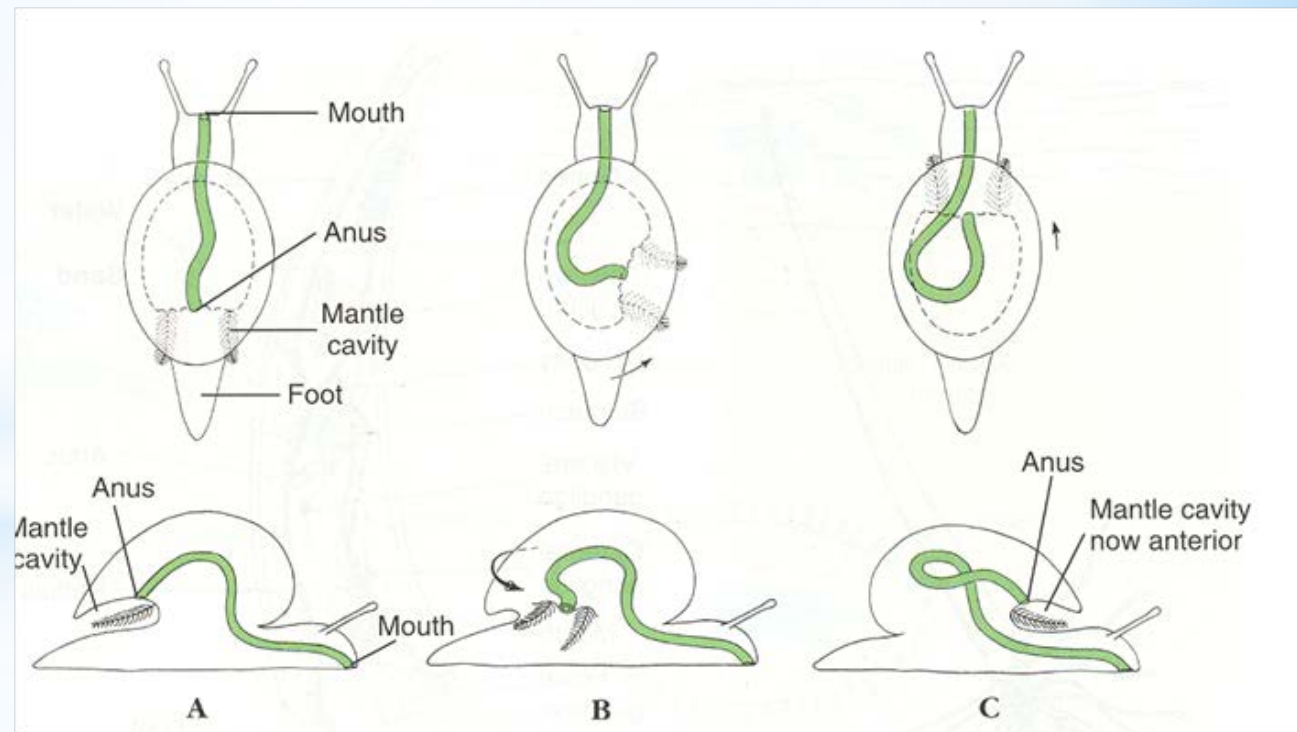 Mouth
Anus
Mantle
cavity
Foot
Anus
Mantle
cavity
Mouth
Anus
Mantle cavity
now anterior
A
B
C